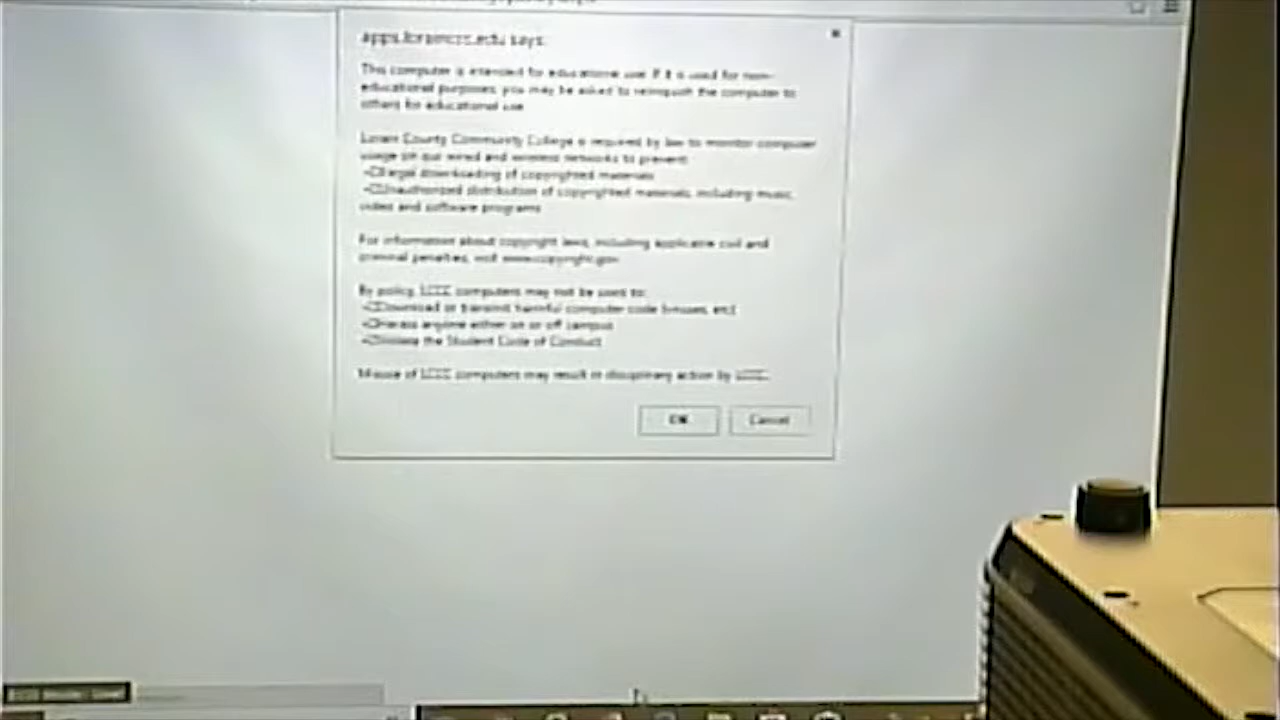 apps.lorainccc.edu says:
This computer is intended for educational use. If it is used for non-
educational purposes, you may be asked to relinquish the computer to
others for educational use.
Lorain County Community College is required by law to monitor computer
usage on our wired and wireless networks to prevent:
Illegal downloading of copyrighted materials
Unauthorized distribution of copyrighted materials, including music,
video and software programs
For information about copyright laws, including applicable civil and
criminal penalties, visit www.copyright.gov
By policy, LCCC computers may not be used to:
Download or transmit harmful computer code (viruses, etc)
Harass anyone either on or off campus
Violate the Student Code of Conduct
Misuse of LCCC computers may result in disciplinary action by LCCC.
OK Cancel